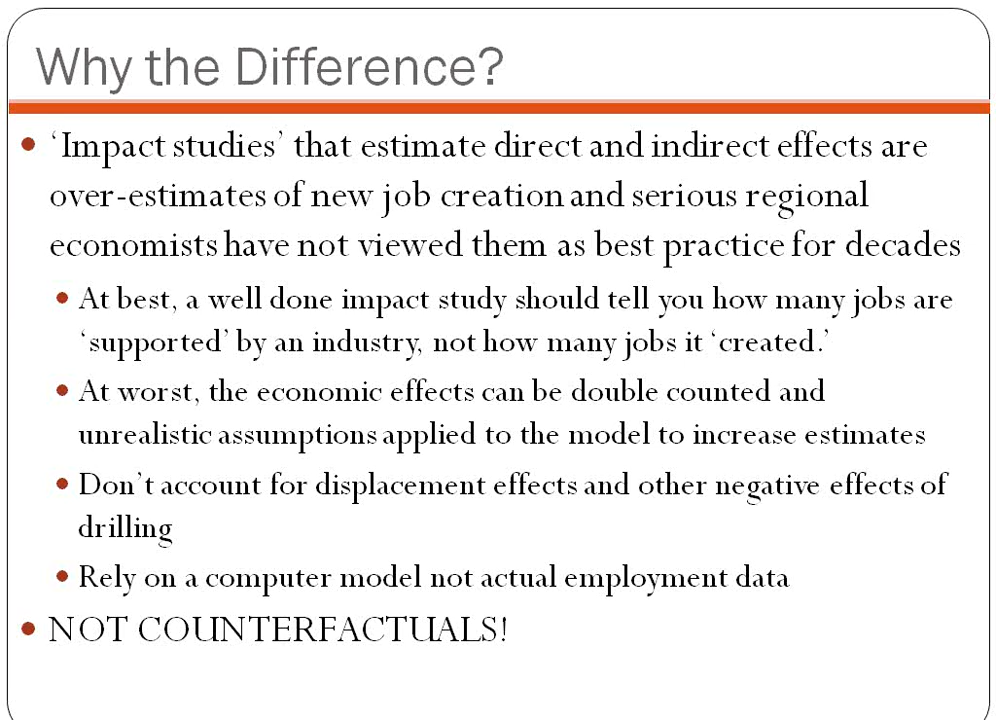 Why the Difference?
• ‘Impact studies’ that estimate direct and indirect effects are
over-estimates of new job creation and serious regional
economists have not viewed them as best practice for decades
• At best, a well done impact study should tell you how many jobs are
‘supported’ by an industry, not how many jobs it ‘created.’
• At worst, the economic effects can be double counted and
unrealistic assumptions applied to the model to increase estimates
• Don’t account for displacement effects and other negative effects of
drilling
• Rely on a computer model not actual employment data
• NOT COUNTERFACTUALS!